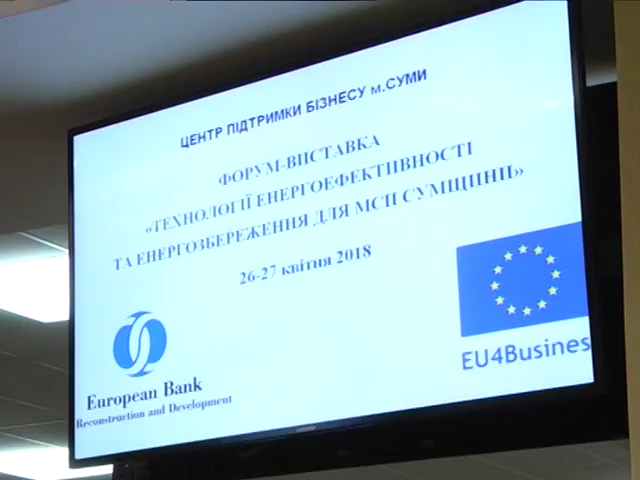 ЦЕНТР ПІДТРИМКИ БІЗНЕСУ м.СУМИ
ФОРУМ-ВИСТАВКА
«ТЕХНОЛОГІЇ ЕНЕРГОЕФЕКТИВНОСТІ
ТА ЕНЕРГОЗБЕРЕЖЕННЯ ДЛЯ МСП СУМЩИНИ»
26-27 квітня 2018
European Bank
Reconstruction and Development
EU4Busines